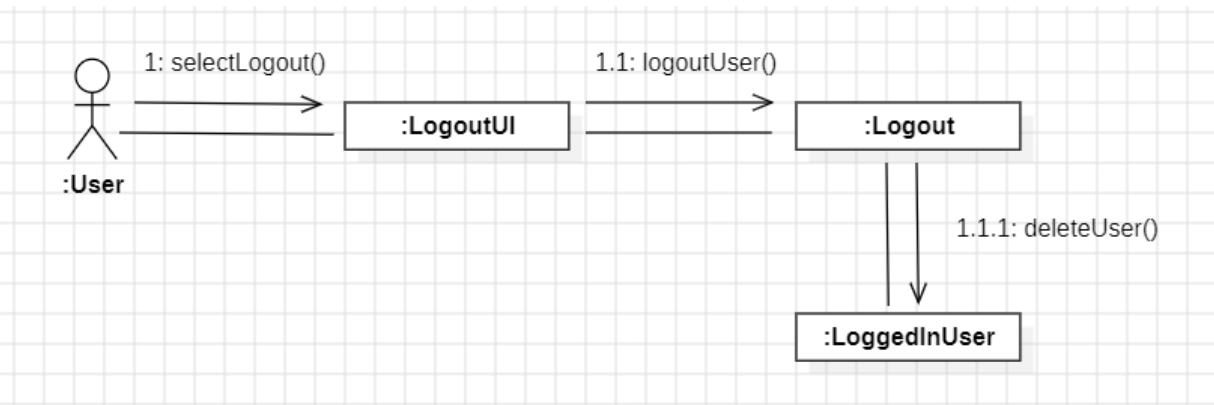 1: selectLogout()
1.1: logoutUser()
:LogoutUI
:Logout
:User
1.1.1: deleteUser()
:LoggedInUser